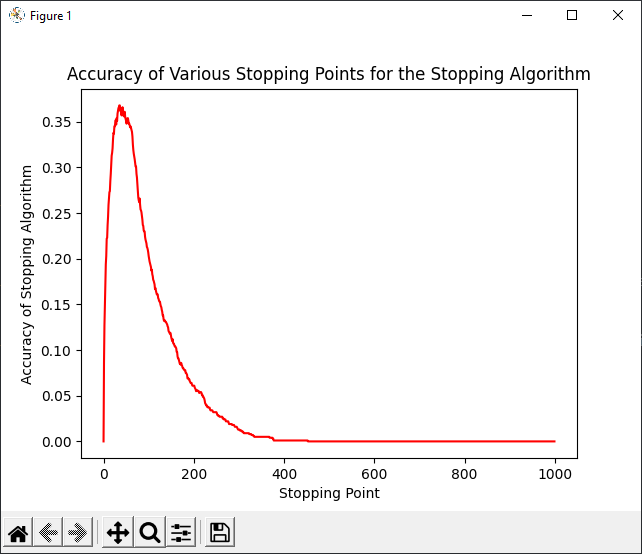 Figure 1
Accuracy of Various Stopping Points for the Stopping Algorithm
Accuracy of Stopping Algorithm
0.35
0.30
0.25
0.20
0.15
0.10
0.05
0.00
0 200 400 600 800 1000
Stopping Point